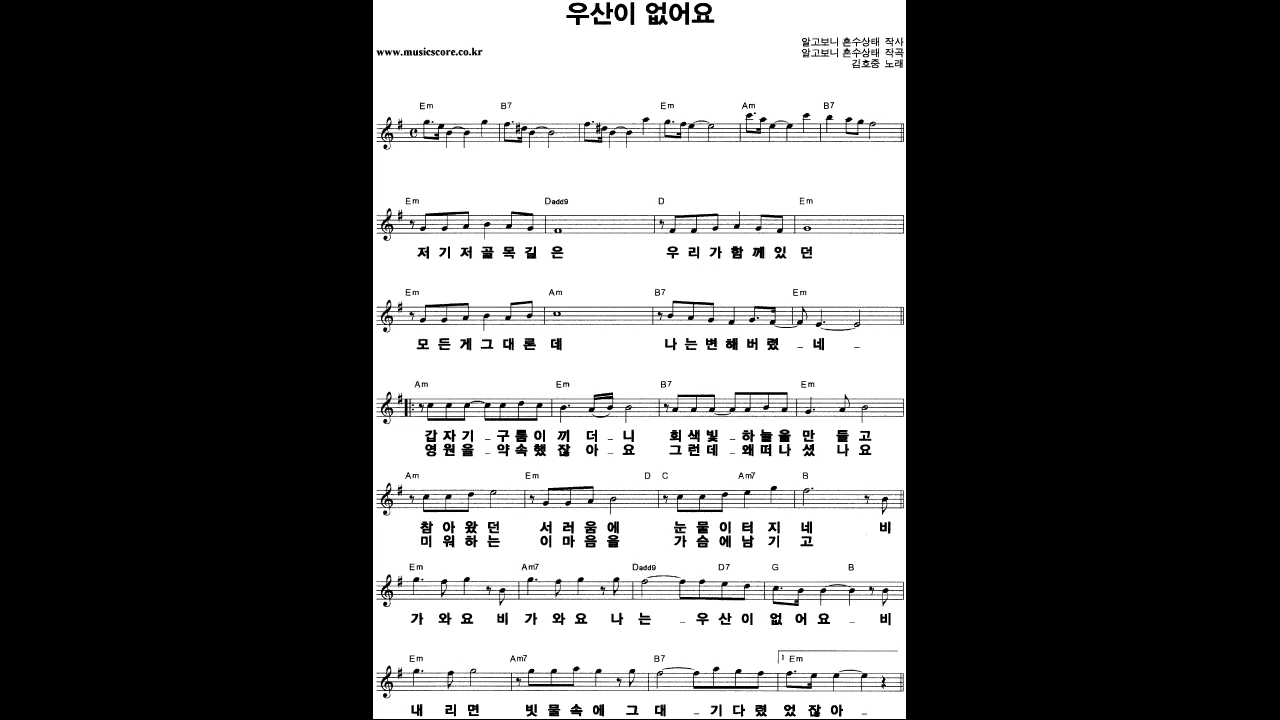 우산이 없어요
알고보니 혼수상태 작사
www.musicscore.co.kr
알고보니 혼수상태 작곡
김호중 노래
Em B7 Em Am B7
Em Dadd9 D Em
저 기 저 골 목 길 은 우 리 가 함 께 있 던
Em Am B7 Em
모 든 게 그 대 론 데 나 는 변 해 버 렸 _ 네 _
Am Em B7 Em
갑 자 기 _ 구 름 이 끼 더 _ 니 회 색 빛 _ 하 늘 을 만 들 고
영 원 을 _ 약 속 했 잖 아 _ 요 그 런 데 _ 왜 떠 나 셨 나 요
Am Em D C Am7 B
참 아 왔 던 서 러 움 에 눈 물 이 터 지 네 비
미 워 하 는 이 마 음 을 가 슴 에 남 기 고
Em Am7 Dadd9 D7 G B
가 와 요 비 가 와 요 나 는 _ 우 산 이 없 어 요 _ 비
Em Am7 B7 1 Em
내 리 면 빗 물 속 에 그 대 _ 기 다 렸 었 잖 아 _